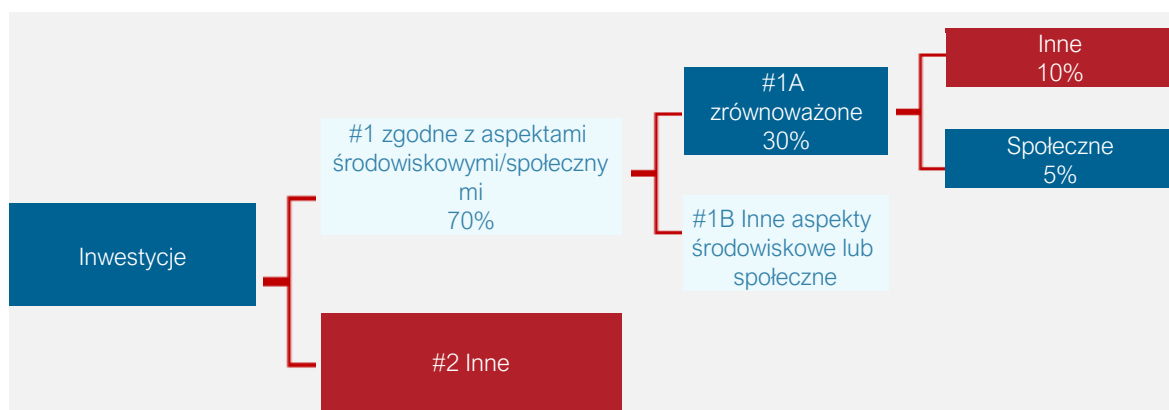 Inwestycje
#1 zgodne z aspektami
środowiskowymi/społeczny
mi
70%
#2 Inne
#1A
zrównoważone
30%
#1B Inne aspekty
środowiskowe lub
społeczne
Inne
10%
Społeczne
5%